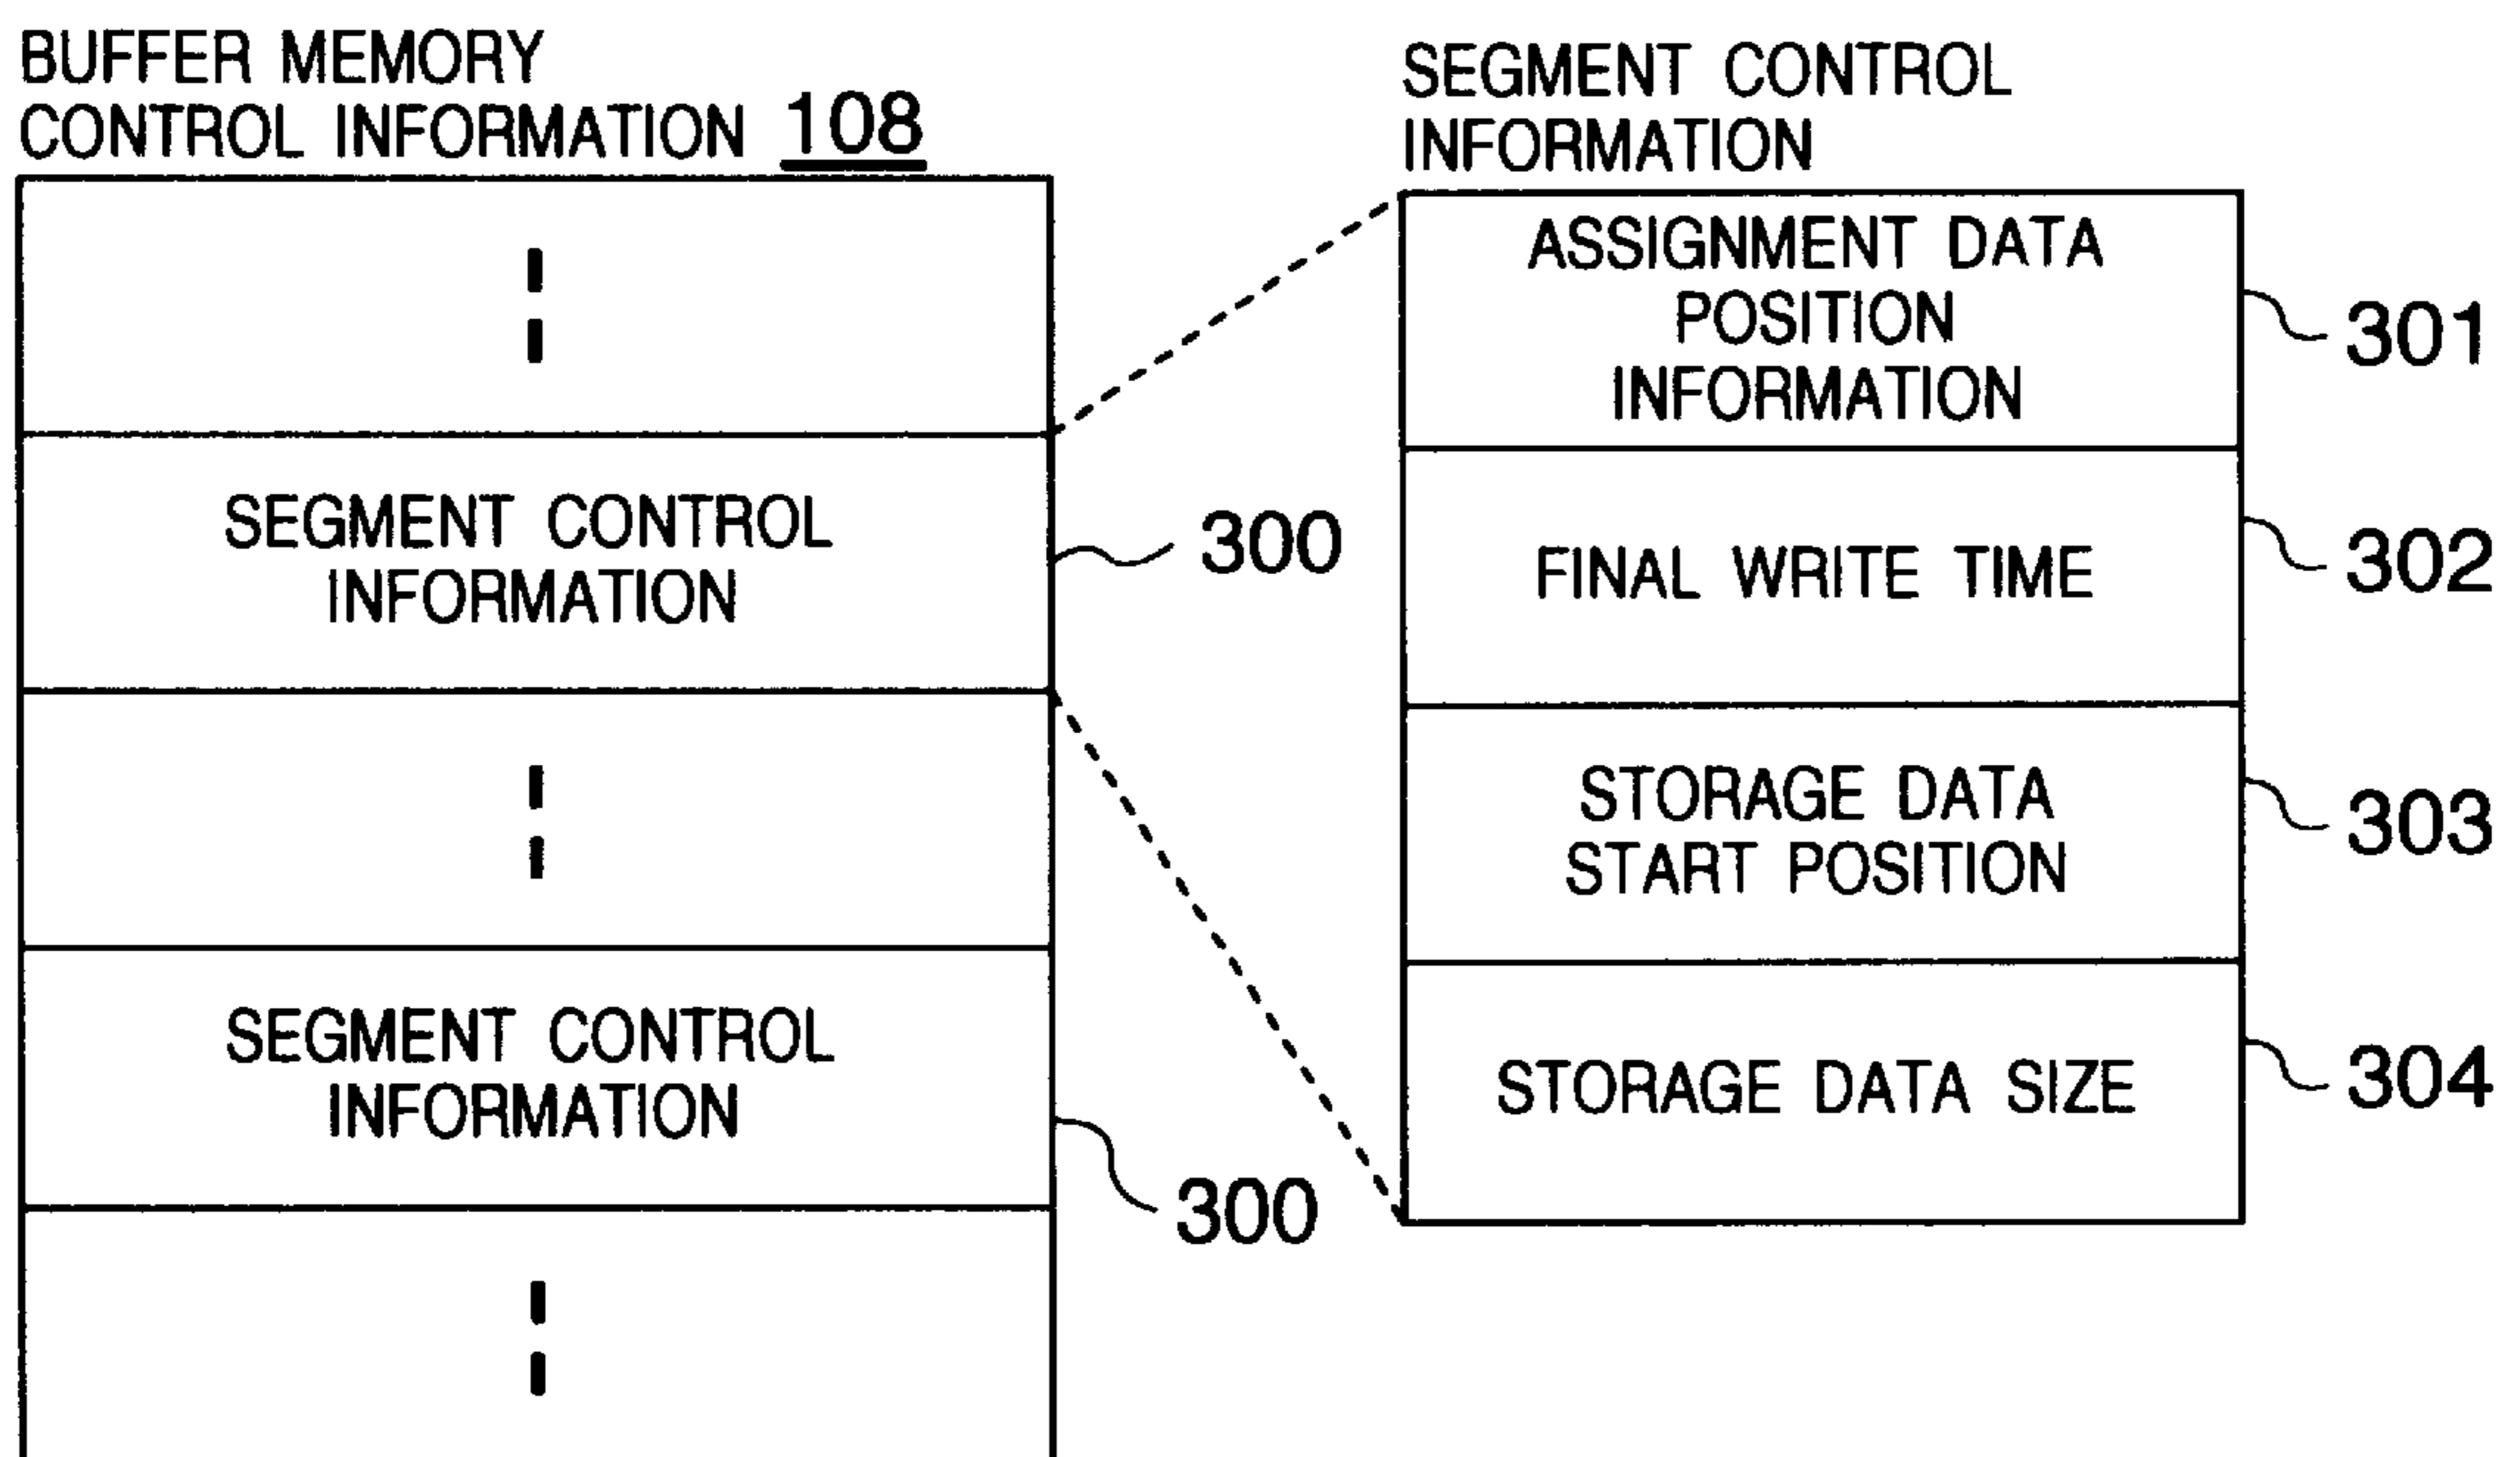 BUFFER MEMORY
CONTROL INFORMATION 108
SEGMENT CONTROL
INFORMATION
300
SEGMENT CONTROL
INFORMATION
300
SEGMENT CONTROL
INFORMATION
ASSIGNMENT DATA
POSITION
INFORMATION
301
FINAL WRITE TIME
302
STORAGE DATA
START POSITION
303
STORAGE DATA SIZE
304